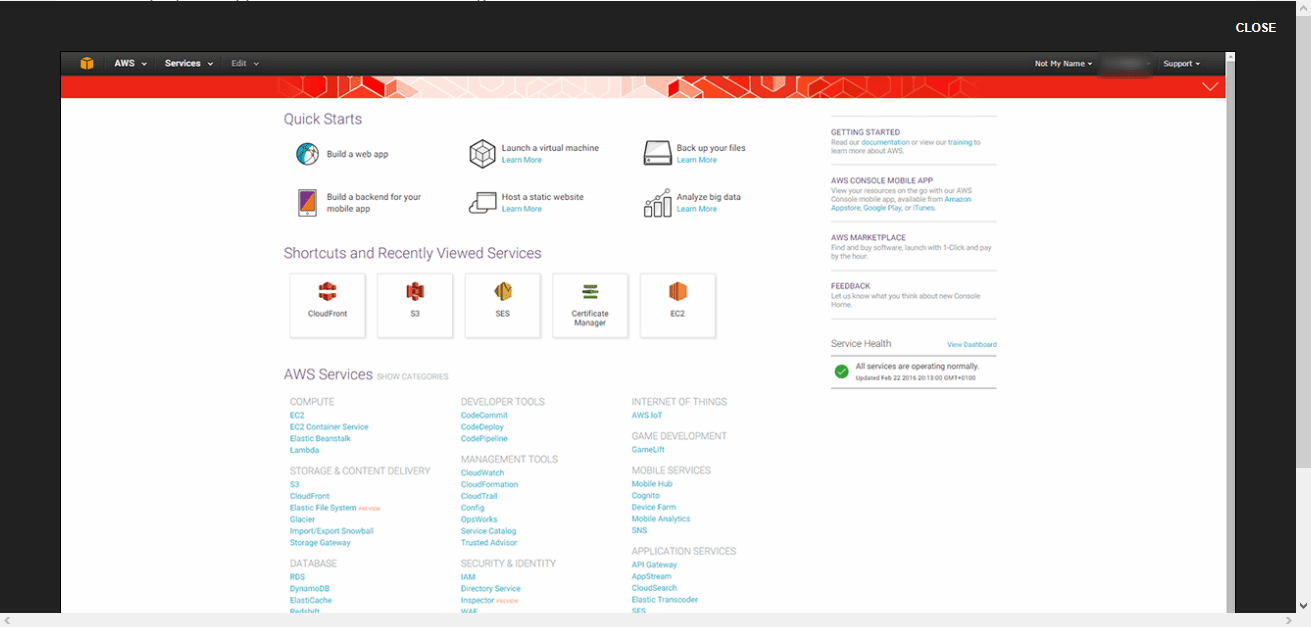 CLOSE
AWS Services Edit Not My Name Support
Quick Starts
Build a web app
Launch a virtual machine
Learn More
Back up your files
Learn More
Build a backend for your
mobile app
Host a static website
Learn More
Analyze big data
Learn More
Shortcuts and Recently Viewed Services
CloudFront
S3
SES
Certificate
Manager
EC2
AWS Services SHOW CATEGORIES
COMPUTE
EC2
EC2 Container Service
Elastic Beanstalk
Lambda
STORAGE & CONTENT DELIVERY
S3
CloudFront
Elastic File System PREVIEW
Glacier
Import/Export Snowball
Storage Gateway
DATABASE
RDS
DynamoDB
ElastiCache
Redshift
DEVELOPER TOOLS
CodeCommit
CodeDeploy
CodePipeline
MANAGEMENT TOOLS
CloudWatch
CloudFormation
CloudTrail
Config
OpsWorks
Service Catalog
Trusted Advisor
SECURITY & IDENTITY
IAM
Directory Service
Inspector PREVIEW
WAF
INTERNET OF THINGS
AWS IoT
GAME DEVELOPMENT
GameLift
MOBILE SERVICES
Mobile Hub
Cognito
Device Farm
Mobile Analytics
SNS
APPLICATION SERVICES
API Gateway
AppStream
CloudSearch
Elastic Transcoder
SES
GETTING STARTED
Read our documentation or view our training to
learn more about AWS.
AWS CONSOLE MOBILE APP
View your resources on the go with our AWS
Console mobile app, available from Amazon
Appstore, Google Play, or iTunes.
AWS MARKETPLACE
Find and buy software, launch with 1-Click and pay
by the hour.
FEEDBACK
Let us know what you think about new Console
Home.
Service Health View Dashboard
All services are operating normally.
Updated Feb 22 2016 20:13:00 GMT+0100